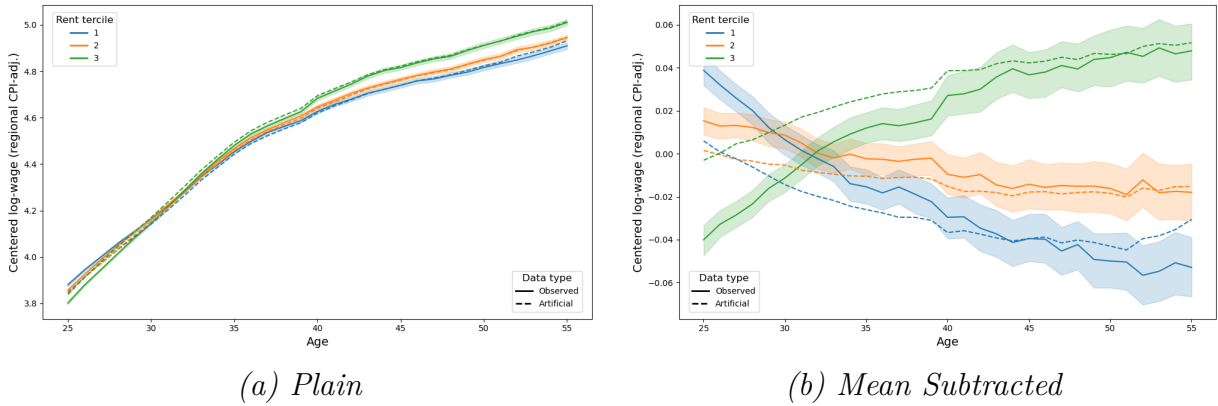 Centered log-wage (regional CPI-adj.)
5.0
4.8
4.6
4.4
4.2
4.0
3.8
Rent tercile
1
2
3
Data type
Observed
Artificial
25
30
35
40
45
50
55
Age
(a) Plain
Centered log-wage (regional CPI-adj.)
0.06
0.04
0.02
0.00
−0.02
−0.04
−0.06
Rent tercile
1
2
3
Data type
Observed
Artificial
25
30
35
40
45
50
55
Age
(b) Mean Subtracted